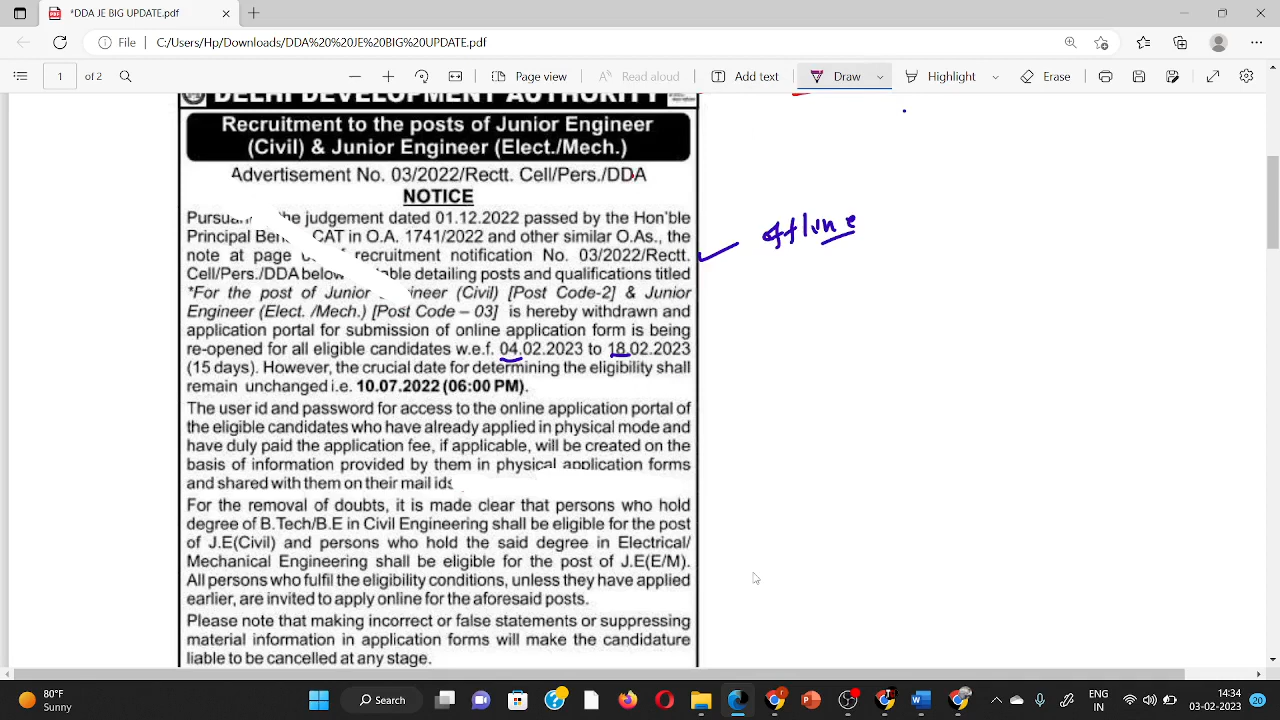 *DDA JE BIG UPDATE.pdf
File
C:/Users/Hp/Downloads/DDA%20%20JE%20BIG%20UPDATE.pdf
1 of 2
Page view
Read aloud
Add text
Draw
Highlight
Erase
DELHI DEVELOPMENT AUTHORITY
Recruitment to the posts of Junior Engineer
(Civil) & Junior Engineer (Elect./Mech.)
Advertisement No. 03/2022/Rectt. Cell/Pers./DDA
NOTICE
the judgement dated 01.12.2022 passed by the Hon'ble
Principal CAT in O.A. 1741/2022 and other similar O.As., the
note at page recruitment notification No. 03/2022/Rectt.
Cell/Pers./DDA below detailing posts and qualifications titled
*For the post of Junior (Civil) [Post Code-2] & Junior
Engineer (Elect. /Mech.) [Post Code – 03] is hereby withdrawn and
application portal for submission of online application form is being
re-opened for all eligible candidates w.e.f. 04.02.2023 to 18.02.2023
(15 days). However, the crucial date for determining the eligibility shall
remain unchanged i.e. 10.07.2022 (06:00 PM).
The user id and password for access to the online application portal of
the eligible candidates who have already applied in physical mode and
have duly paid the application fee, if applicable, will be created on the
basis of information provided by them in physical application forms
and shared with them on their mail ids
For the removal of doubts, it is made clear that persons who hold
degree of B.Tech/B.E in Civil Engineering shall be eligible for the post
of J.E(Civil) and persons who hold the said degree in Electrical/
Mechanical Engineering shall be eligible for the post of J.E(E/M).
All persons who fulfil the eligibility conditions, unless they have applied
earlier, are invited to apply online for the aforesaid posts.
Please note that making incorrect or false statements or suppressing
material information in application forms will make the candidature
liable to be cancelled at any stage.
offline
80°F
Sunny
Search
ENG
IN
14:34
03-02-2023
20